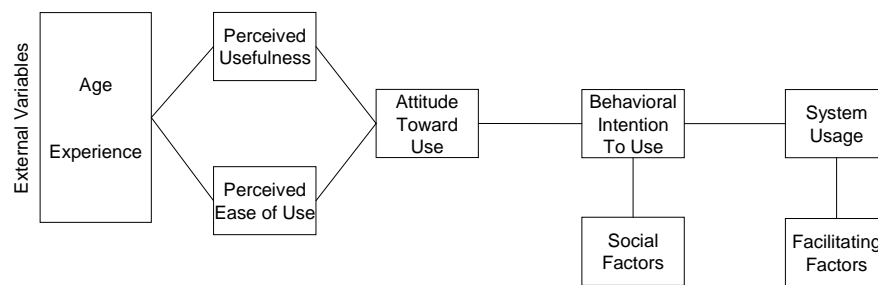 External Variables
Age
Experience
Perceived
Usefulness
Perceived
Ease of Use
Attitude
Toward
Use
Behavioral
Intention
To Use
Social
Factors
System
Usage
Facilitating
Factors